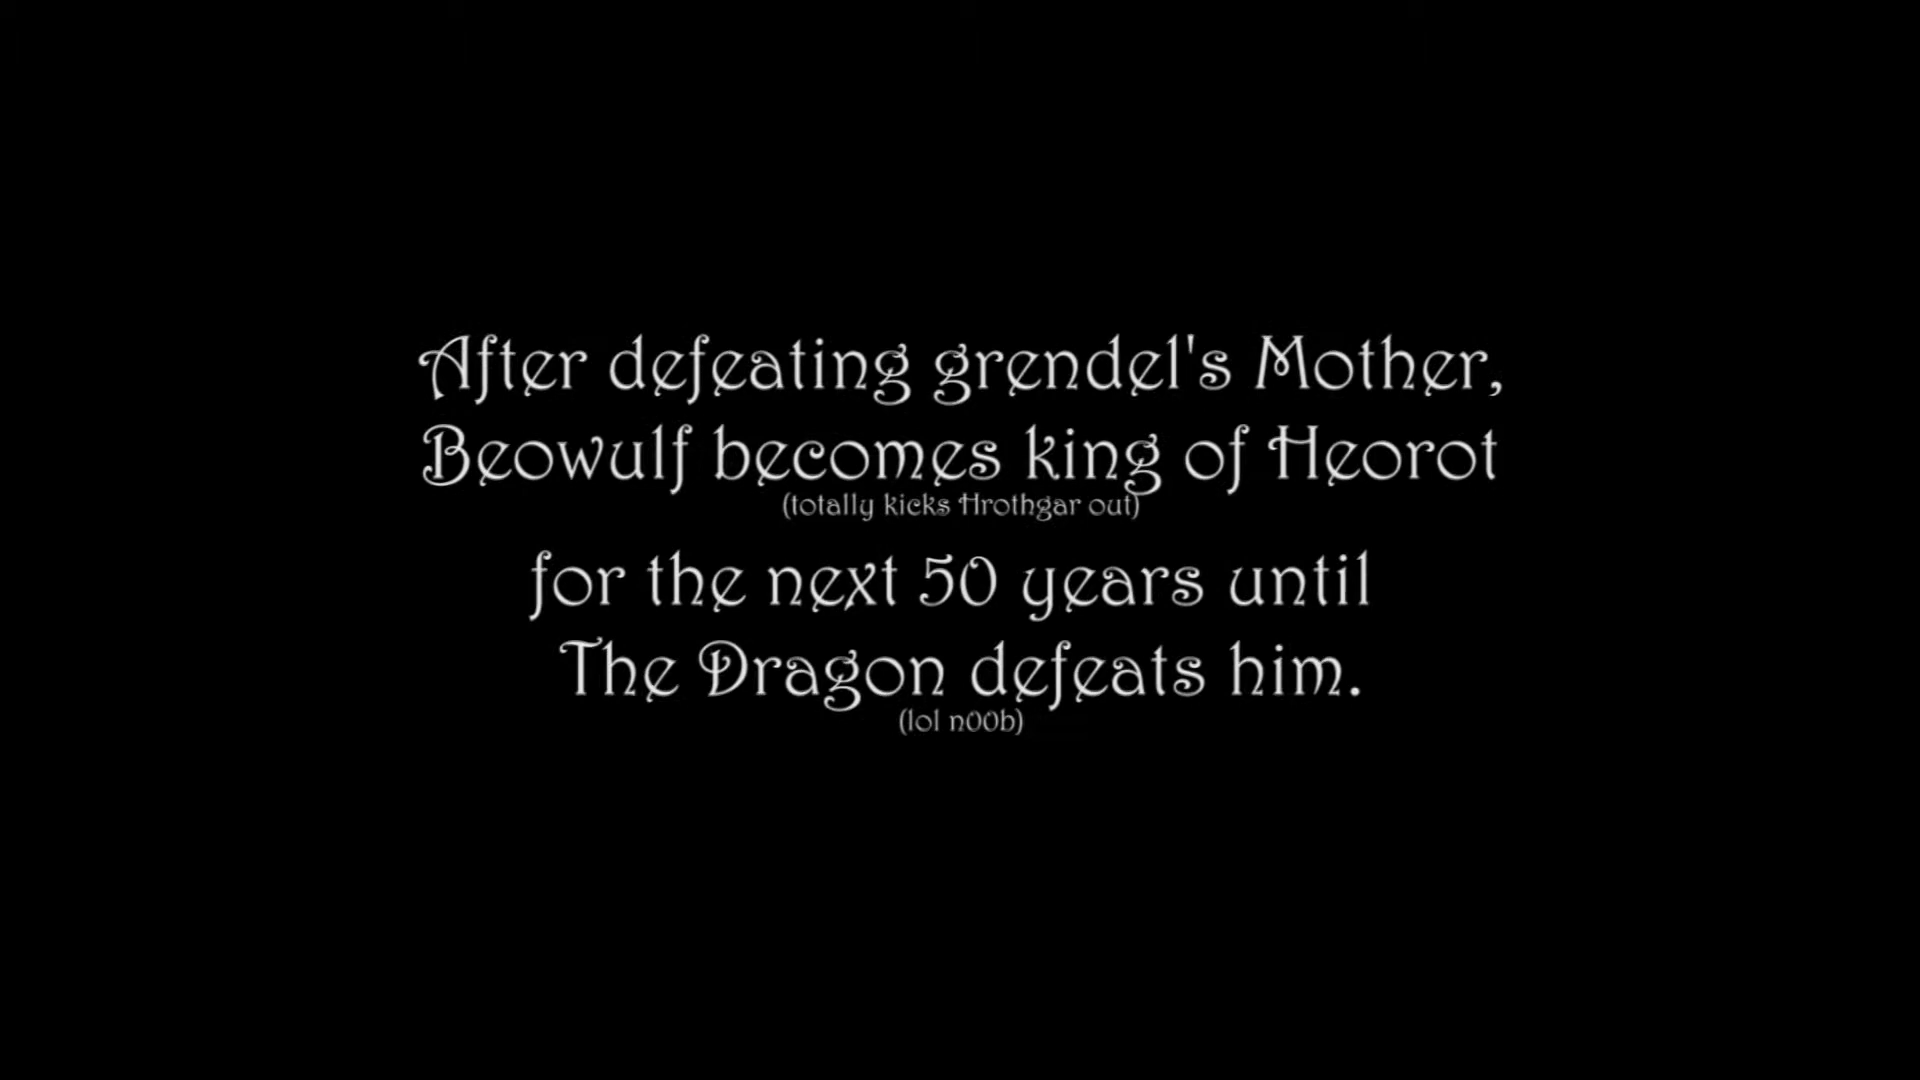 After defeating grendel's Mother,
Beowulf becomes king of Heorot
(totally kicks Hrothgar out)
for the next 50 years until
The Dragon defeats him.
(lol n00b)